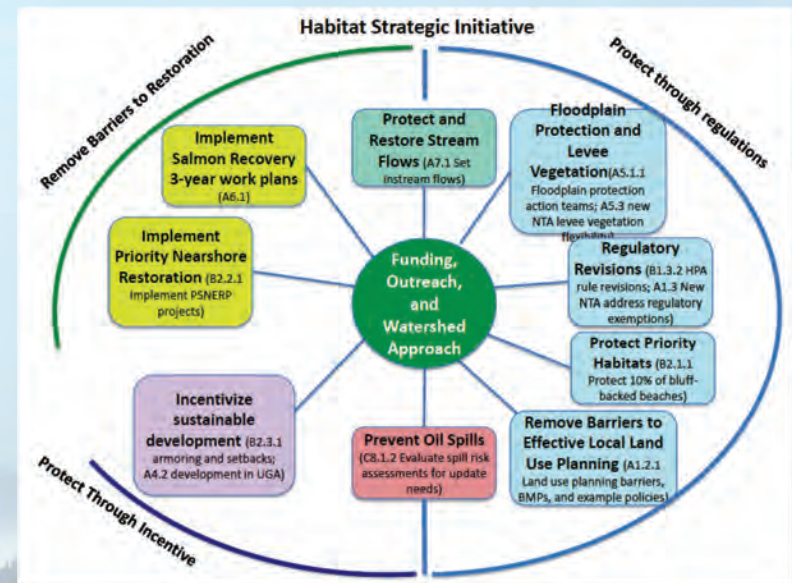 Habitat Strategic Initiative
Remove Barriers to Restoration
Protect through regulations
Protect Through Incentive
Implement
Salmon Recovery
3-year work plans
(A6.1)
Protect and
Restore Stream
Flows (A7.1 Set
instream flows)
Floodplain
Protection and
Levee
Vegetation(A5.1.1
Floodplain protection
action teams; A5.3 new
NTA levee vegetation
flexibility)
Implement
Priority Nearshore
Restoration (B2.2.1
Implement PSNERP
projects)
Funding,
Outreach,
and
Watershed
Approach
Regulatory
Revisions (B1.3.2 HPA
rule revisions; A1.3 New
NTA address regulatory
exemptions)
Protect Priority
Habitats (B2.1.1
Protect 10% of bluff-
backed beaches)
Incentivize
sustainable
development (B2.3.1
armoring and setbacks;
A4.2 development in UGA)
Prevent Oil Spills
(C8.1.2 Evaluate spill risk
assessments for update
needs)
Remove Barriers to
Effective Local Land
Use Planning (A1.2.1
Land use planning barriers,
BMPs, and example policies)